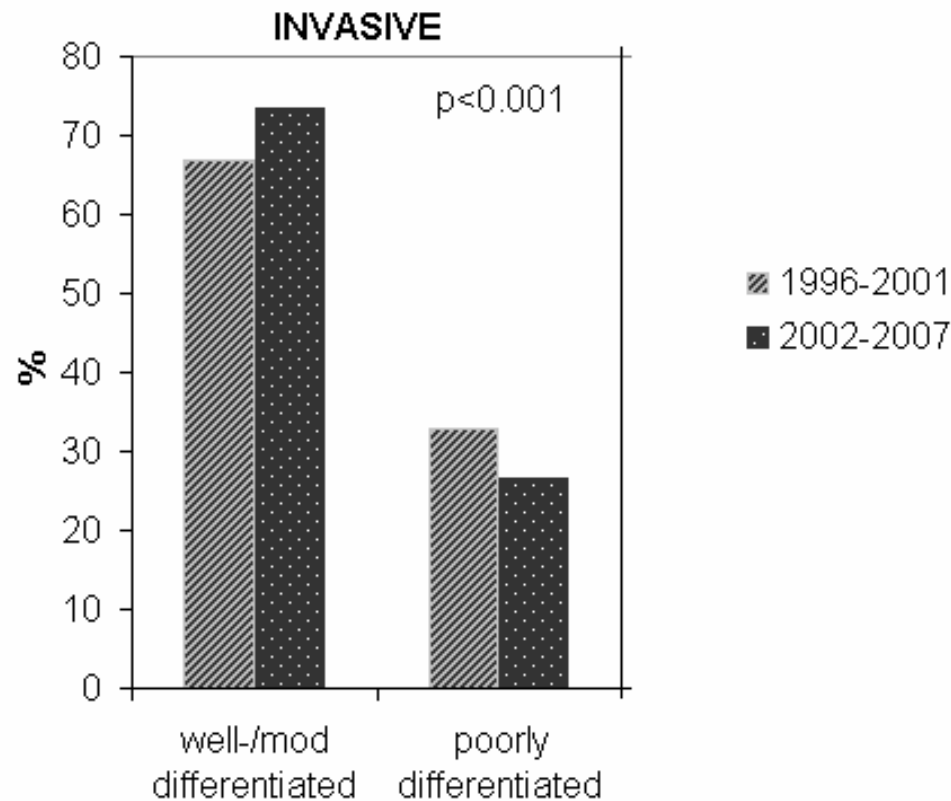 INVASIVE
80
p<0.001
70
60
50
40
30
20
10
0
%
1996-2001
2002-2007
well-/mod
differentiated
poorly
differentiated